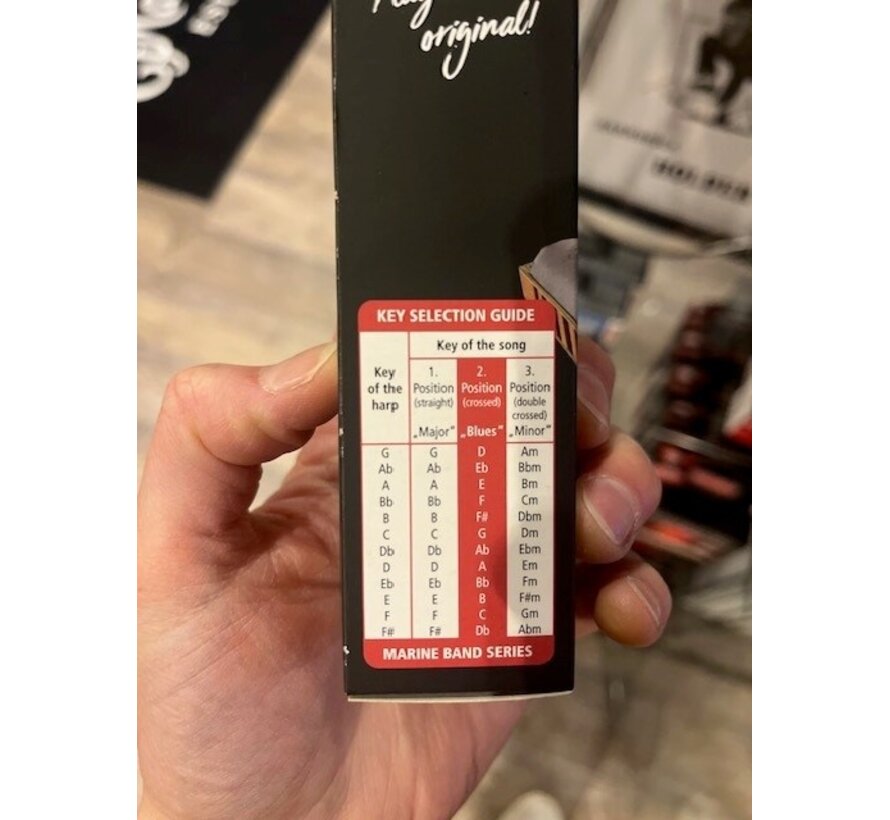 original!
KEY SELECTION GUIDE
Key of the song
Key of the harp
1. Position (straight) „Major"
2. Position (crossed) „Blues"
3. Position (double crossed) „Minor"
G G D Am
Ab Ab Eb Bbm
A A E Bm
Bb Bb F Cm
B B F# Dbm
C C G Dm
Db Db Ab Ebm
D D A Em
Eb Eb Bb Fm
E E B F#m
F F C Gm
F# F# Db Abm
MARINE BAND SERIES